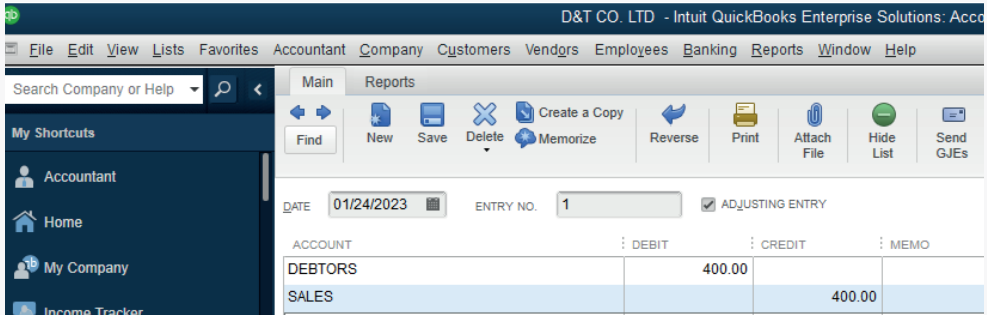 qb
D&T CO. LTD - Intuit QuickBooks Enterprise Solutions: Acco
File Edit View Lists Favorites Accountant Company Customers Vendors Employees Banking Reports Window Help
Search Company or Help
Main Reports
Find New Save Delete Create a Copy Memorize Reverse Print Attach File Hide List Send GJEs
My Shortcuts
Accountant
Home
My Company
Income Tracker
DATE 01/24/2023 ENTRY NO. 1 ADJUSTING ENTRY
ACCOUNT DEBIT CREDIT MEMO
DEBTORS 400.00
SALES 400.00